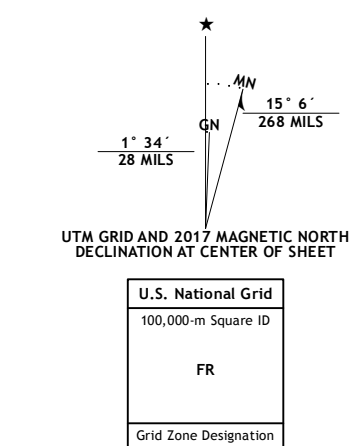 ★
MN
GN
15° 6´
268 MILS
1° 34´
28 MILS
UTM GRID AND 2017 MAGNETIC NORTH
DECLINATION AT CENTER OF SHEET
U.S. National Grid
100,000-m Square ID
FR
Grid Zone Designation